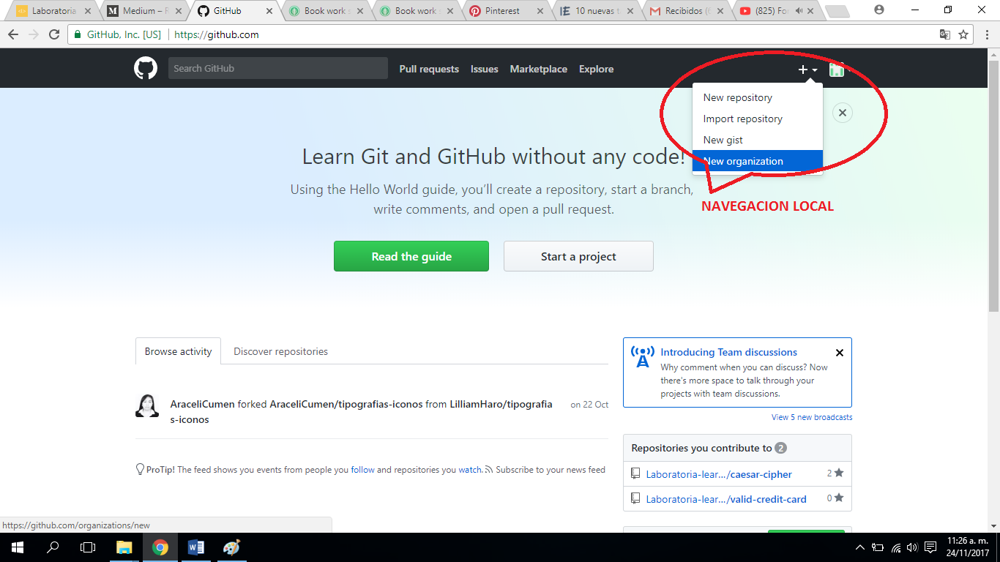 Laboratoria
Medium – F
GitHub
Book work s
Book work s
Pinterest
10 nuevas ta
Recibidos (6
(825) For
GitHub, Inc. [US]
https://github.com
Search GitHub
Pull requests Issues Marketplace Explore
New repository
Import repository
New gist
New organization
NAVEGACION LOCAL
Learn Git and GitHub without any code!
Using the Hello World guide, you’ll create a repository, start a branch,
write comments, and open a pull request.
Read the guide
Start a project
Browse activity
Discover repositories
AraceliCumen forked AraceliCumen/tipografias-iconos from LilliamHaro/tipografia
s-iconos
on 22 Oct
ProTip! The feed shows you events from people you follow and repositories you watch. Subscribe to your news feed
Introducing Team discussions
Why comment when you can discuss? Now
there's more space to talk through your
projects with team discussions.
View 5 new broadcasts
Repositories you contribute to 2
Laboratoria-lear…/caesar-cipher 2
Laboratoria-lear…/valid-credit-card 0
https://github.com/organizations/new
11:26 a. m.
24/11/2017